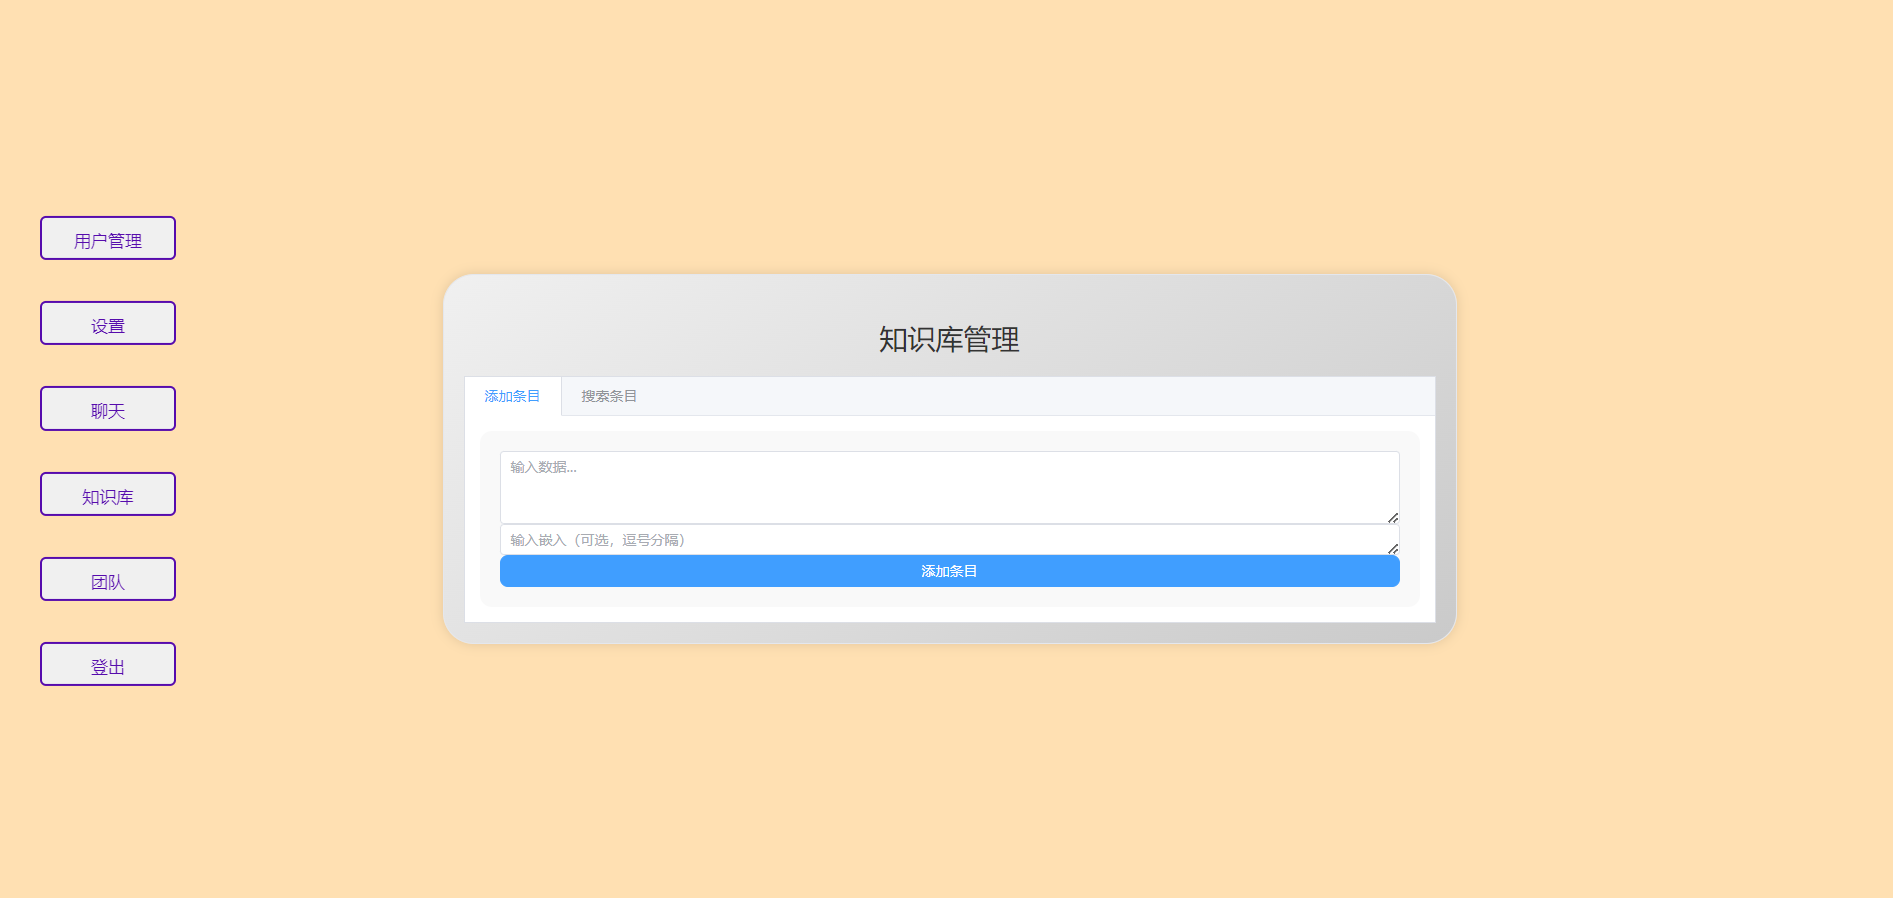 用户管理
设置
聊天
知识库
团队
登出
知识库管理
添加条目
搜索条目
输入数据...
输入嵌入（可选，逗号分隔）
添加条目